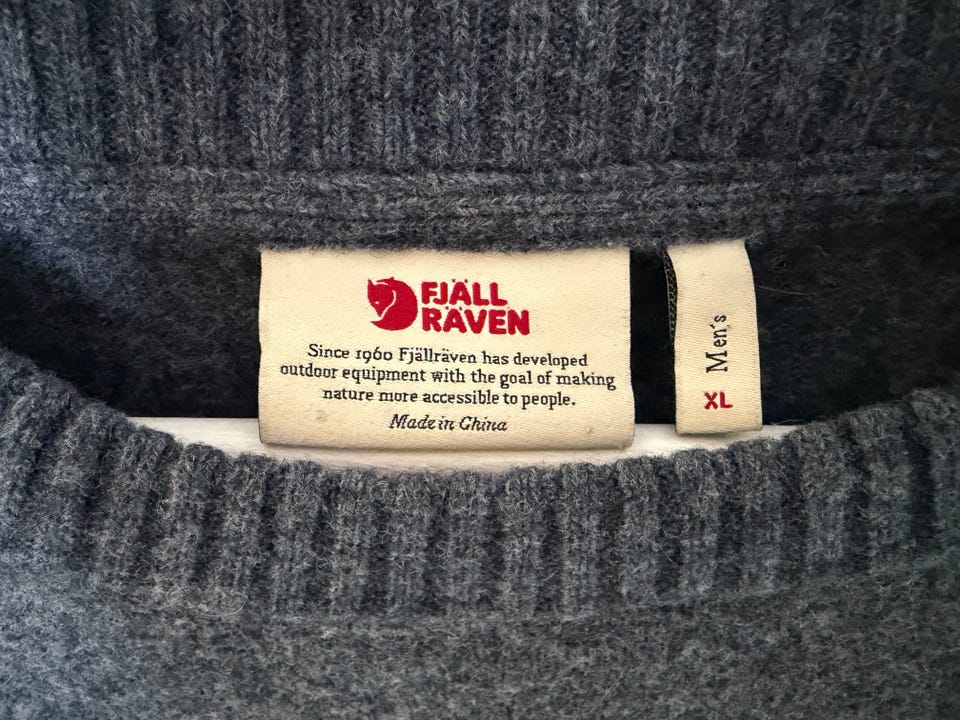 FJÄLL
RÄVEN
Since 1960 Fjällräven has developed
outdoor equipment with the goal of making
nature more accessible to people.
Made in China
Men's
XL